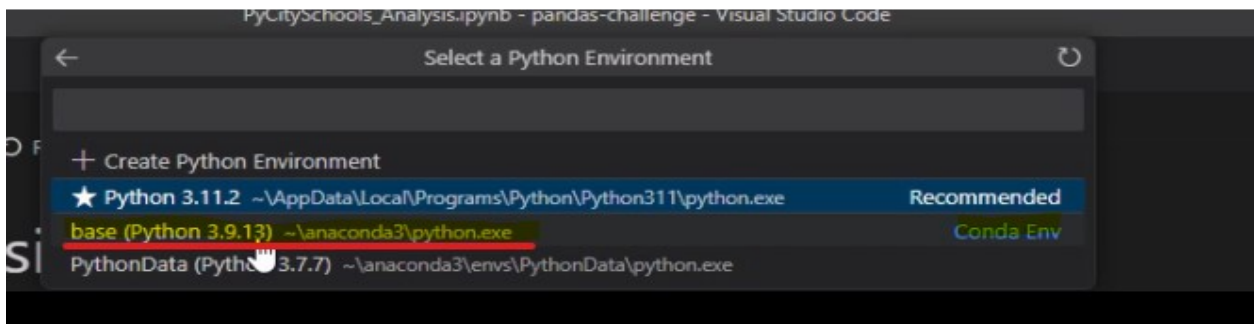 PyCitySchools_Analysis.ipynb - pandas-challenge - Visual Studio Code
Select a Python Environment
+ Create Python Environment
★ Python 3.11.2 ~\AppData\Local\Programs\Python\Python311\python.exe Recommended
base (Python 3.9.13) ~\anaconda3\python.exe Conda Env
PythonData (Python 3.7.7) ~\anaconda3\envs\PythonData\python.exe